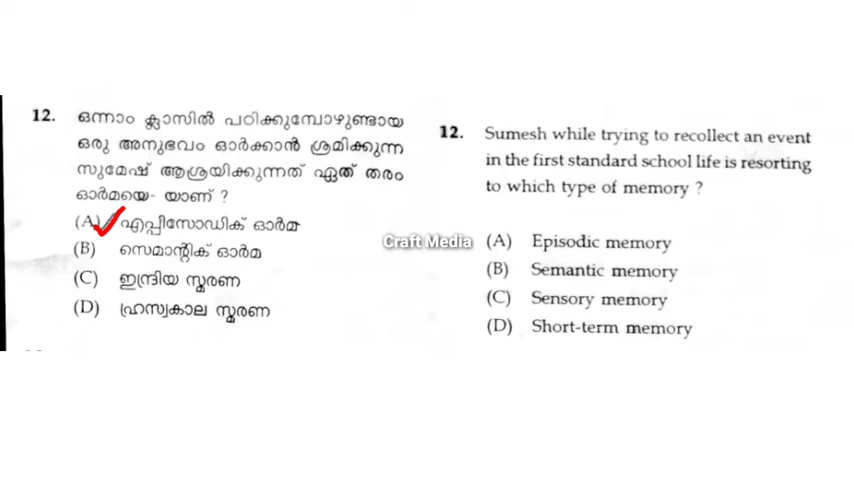 12. ഒന്നാം ക്ലാസിൽ പഠിക്കുമ്പോഴുണ്ടായ
ഒരു അനുഭവം ഓർക്കാൻ ശ്രമിക്കുന്ന
സുമേഷ് ആശ്രയിക്കുന്നത് ഏത് തരം
ഓർമയെ- യാണ് ?
(A) എപ്പിസോഡിക് ഓർമ
(B) സെമാന്റിക് ഓർമ
(C) ഇന്ദ്രിയ സ്മരണ
(D) ഹ്രസ്വകാല സ്മരണ
Craft Media
12. Sumesh while trying to recollect an event
in the first standard school life is resorting
to which type of memory ?
(A) Episodic memory
(B) Semantic memory
(C) Sensory memory
(D) Short-term memory